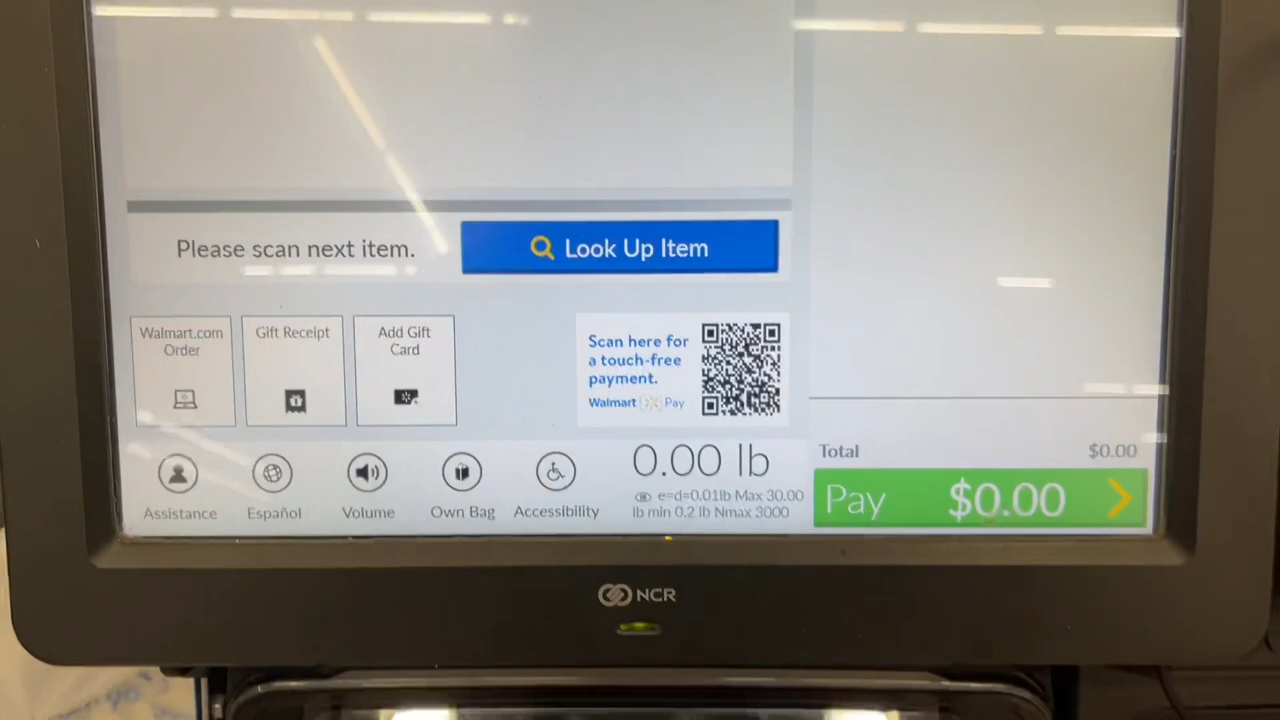 Please scan next item.
Look Up Item
Walmart.com
Order
Gift Receipt
Add Gift
Card
Scan here for
a touch-free
payment.
Walmart Pay
Assistance
Español
Volume
Own Bag
Accessibility
0.00 lb
e=d=0.01lb Max 30.00
lb min 0.2 lb Nmax 3000
Total $0.00
Pay $0.00
NCR